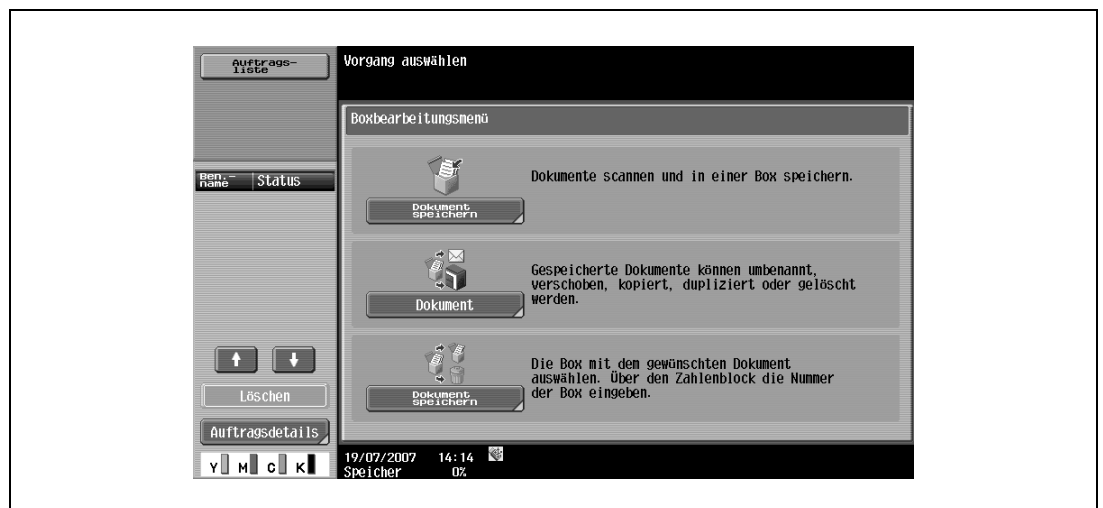 Auftrags-
liste
Vorgang auswählen
Boxbearbeitungsmenü
Ben.-
name
Status
Dokumente scannen und in einer Box speichern.
Dokument
speichern
Gespeicherte Dokumente können umbenannt,
verschoben, kopiert, dupliziert oder gelöscht
werden.
Dokument
Die Box mit dem gewünschten Dokument
auswählen. Über den Zahlenblock die Nummer
der Box eingeben.
Dokument
speichern
Löschen
Auftragsdetails
Y M C K
19/07/2007 14:14
Speicher 0%